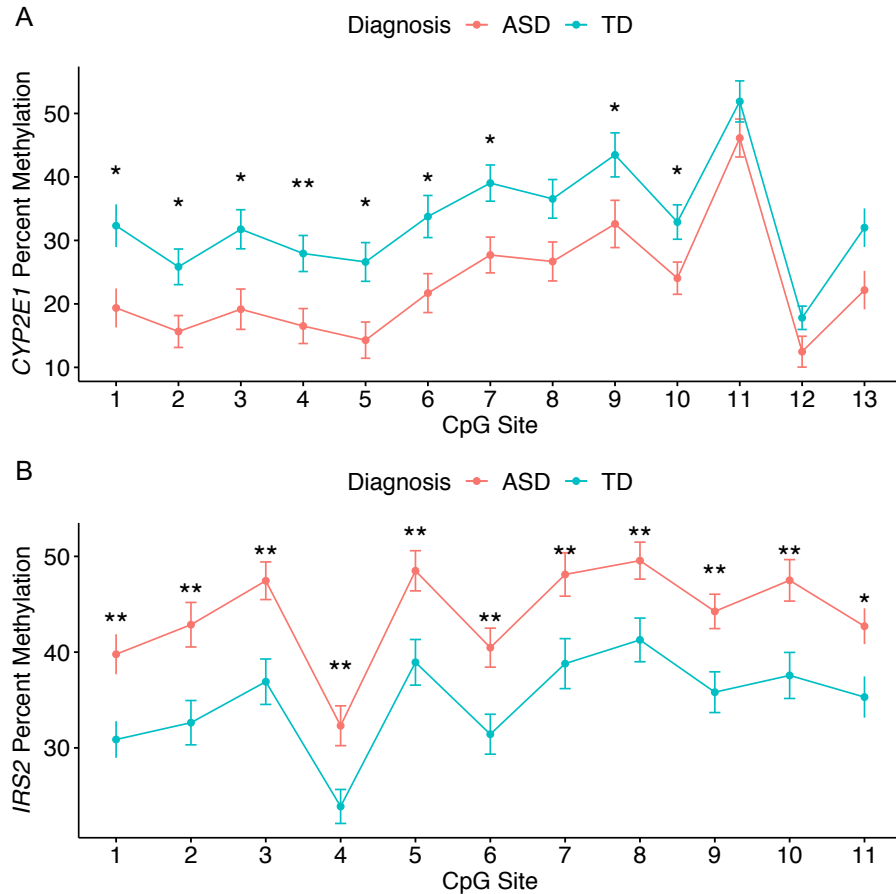 A
Diagnosis ASD TD
CYP2E1 Percent Methylation
50
40
30
20
10
* * * ** * * * * *
1 2 3 4 5 6 7 8 9 10 11 12 13
CpG Site
B
Diagnosis ASD TD
IRS2 Percent Methylation
50
40
30
** ** ** ** ** ** ** ** ** ** *
1 2 3 4 5 6 7 8 9 10 11
CpG Site